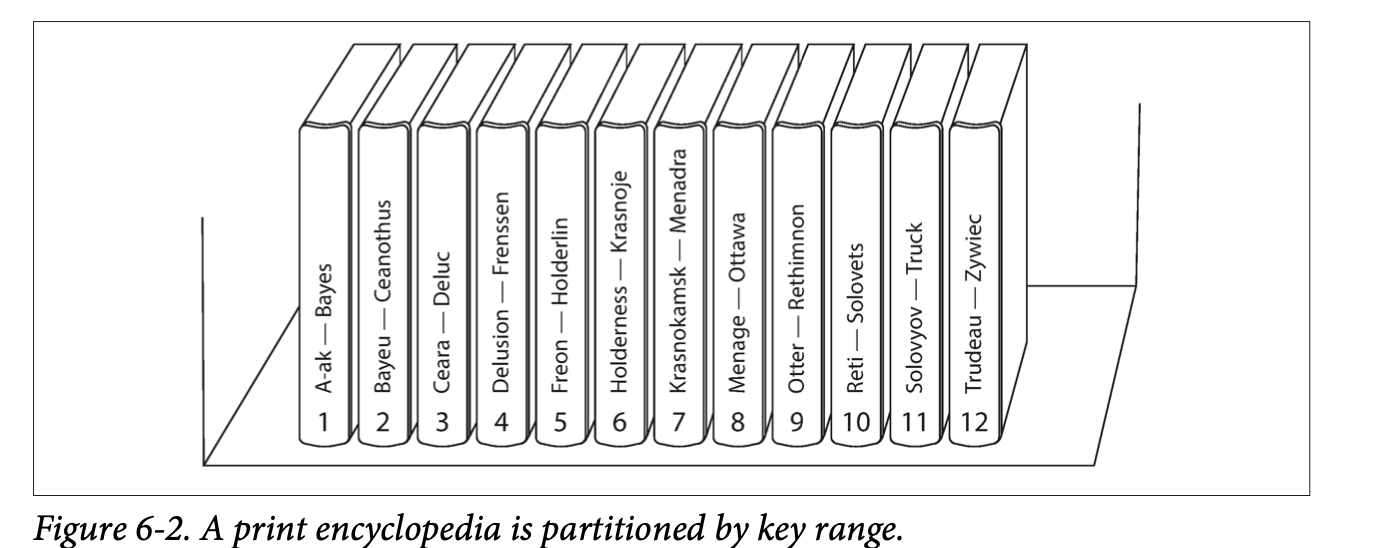 A-ak — Bayes
1
Bayeu — Ceanothus
2
Ceara — Deluc
3
Delusion — Frenssen
4
Freon — Holderlin
5
Holderness — Krasnoje
6
Krasnokamsk — Menadra
7
Menage — Ottawa
8
Otter — Rethimnon
9
Reti — Solovets
10
Solovyov — Truck
11
Trudeau — Zywiec
12
Figure 6-2. A print encyclopedia is partitioned by key range.